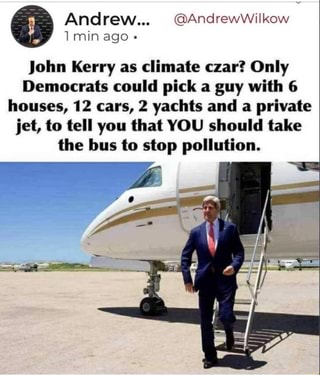 Andrew... @AndrewWilkow
1 min ago •
John Kerry as climate czar? Only
Democrats could pick a guy with 6
houses, 12 cars, 2 yachts and a private
jet, to tell you that YOU should take
the bus to stop pollution.